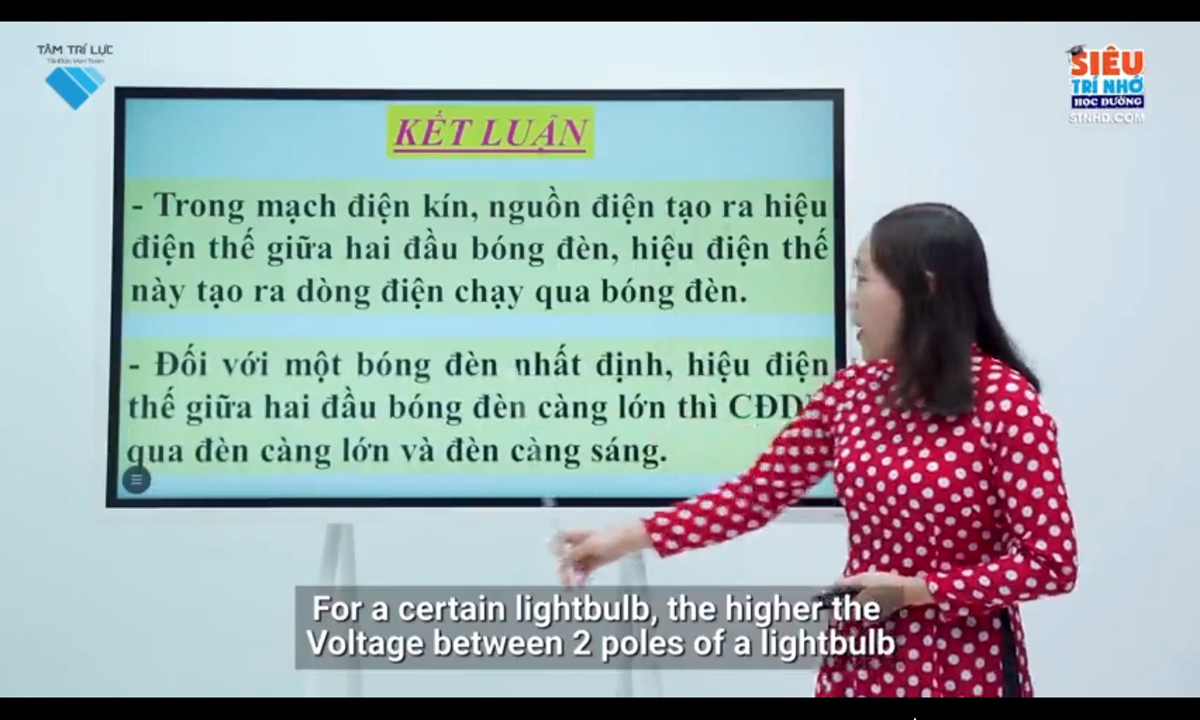 TÂM TRÍ LỰC
SIÊU
TRÍ NHỚ
HỌC ĐƯỜNG
STNHD.COM
KẾT LUẬN
- Trong mạch điện kín, nguồn điện tạo ra hiệu
điện thế giữa hai đầu bóng đèn, hiệu điện thế
này tạo ra dòng điện chạy qua bóng đèn.
- Đối với một bóng đèn nhất định, hiệu điện
thế giữa hai đầu bóng đèn càng lớn thì
qua đèn càng lớn và đèn càng sáng.
For a certain lightbulb, the higher the
Voltage between 2 poles of a lightbulb